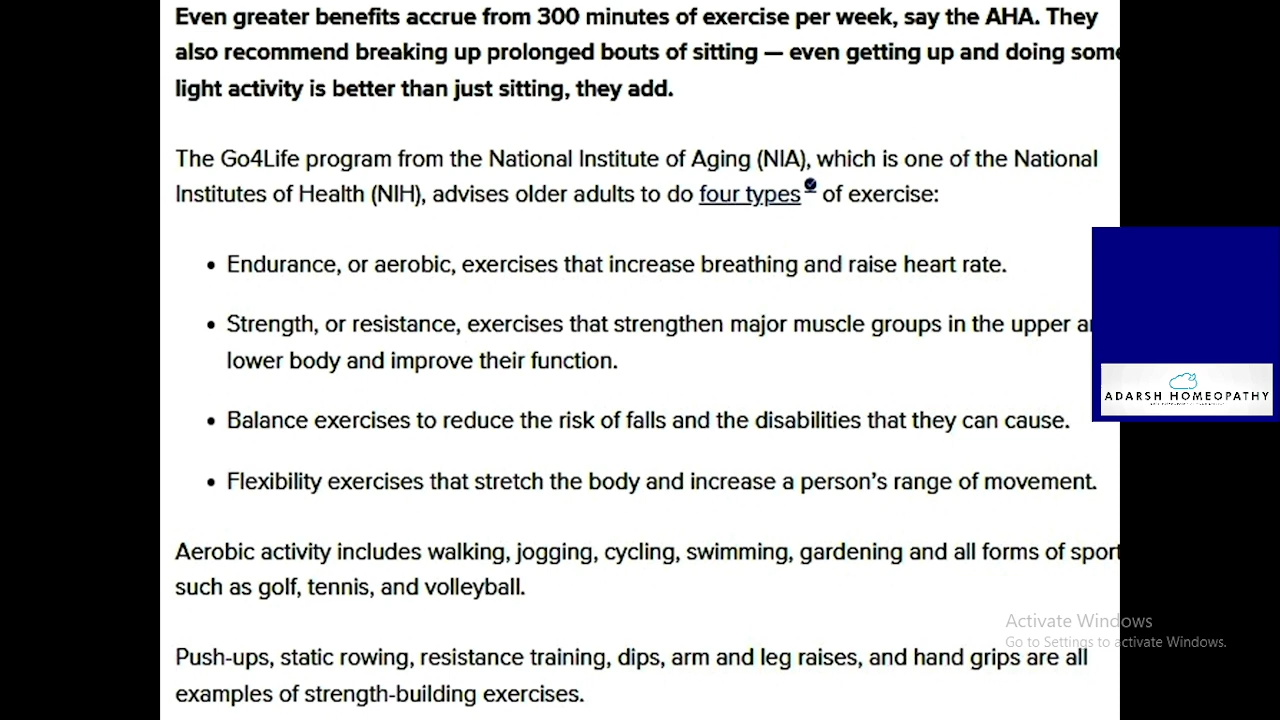 Even greater benefits accrue from 300 minutes of exercise per week, say the AHA. They
also recommend breaking up prolonged bouts of sitting — even getting up and doing some
light activity is better than just sitting, they add.
The Go4Life program from the National Institute of Aging (NIA), which is one of the National
Institutes of Health (NIH), advises older adults to do four types of exercise:
• Endurance, or aerobic, exercises that increase breathing and raise heart rate.
• Strength, or resistance, exercises that strengthen major muscle groups in the upper
lower body and improve their function.
ADARSH HOMEOPATHY
• Balance exercises to reduce the risk of falls and the disabilities that they can cause.
• Flexibility exercises that stretch the body and increase a person’s range of movement.
Aerobic activity includes walking, jogging, cycling, swimming, gardening and all forms of sport
such as golf, tennis, and volleyball.
Activate Windows
Go to Settings to activate Windows.
Push-ups, static rowing, resistance training, dips, arm and leg raises, and hand grips are all
examples of strength-building exercises.